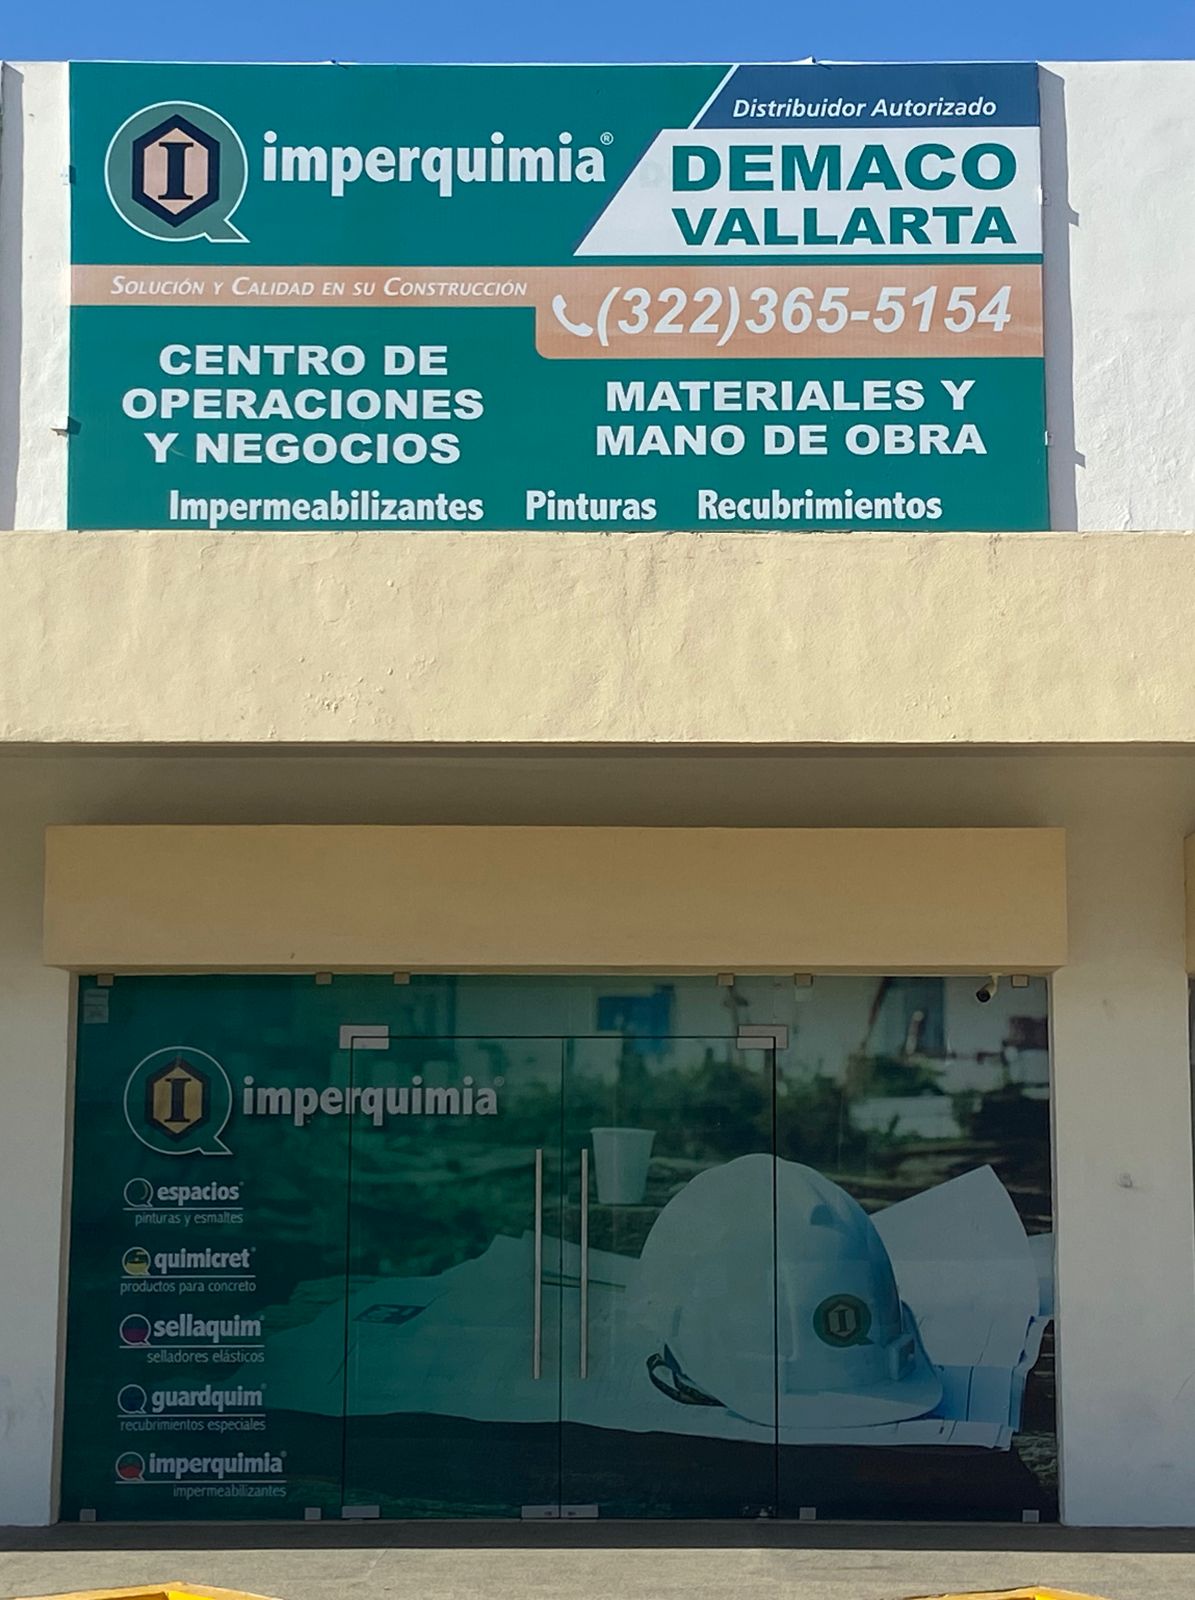 imperquimia®
Distribuidor Autorizado
DEMACO
VALLARTA
SOLUCIÓN Y CALIDAD EN SU CONSTRUCCIÓN
(322)365-5154
CENTRO DE
OPERACIONES
Y NEGOCIOS
MATERIALES Y
MANO DE OBRA
Impermeabilizantes Pinturas Recubrimientos
imperquimia®
espacios®
pinturas y esmaltes
quimicret®
productos para concreto
sellaquim®
selladores elásticos
guardquim®
recubrimientos especiales
imperquimia®
impermeabilizantes